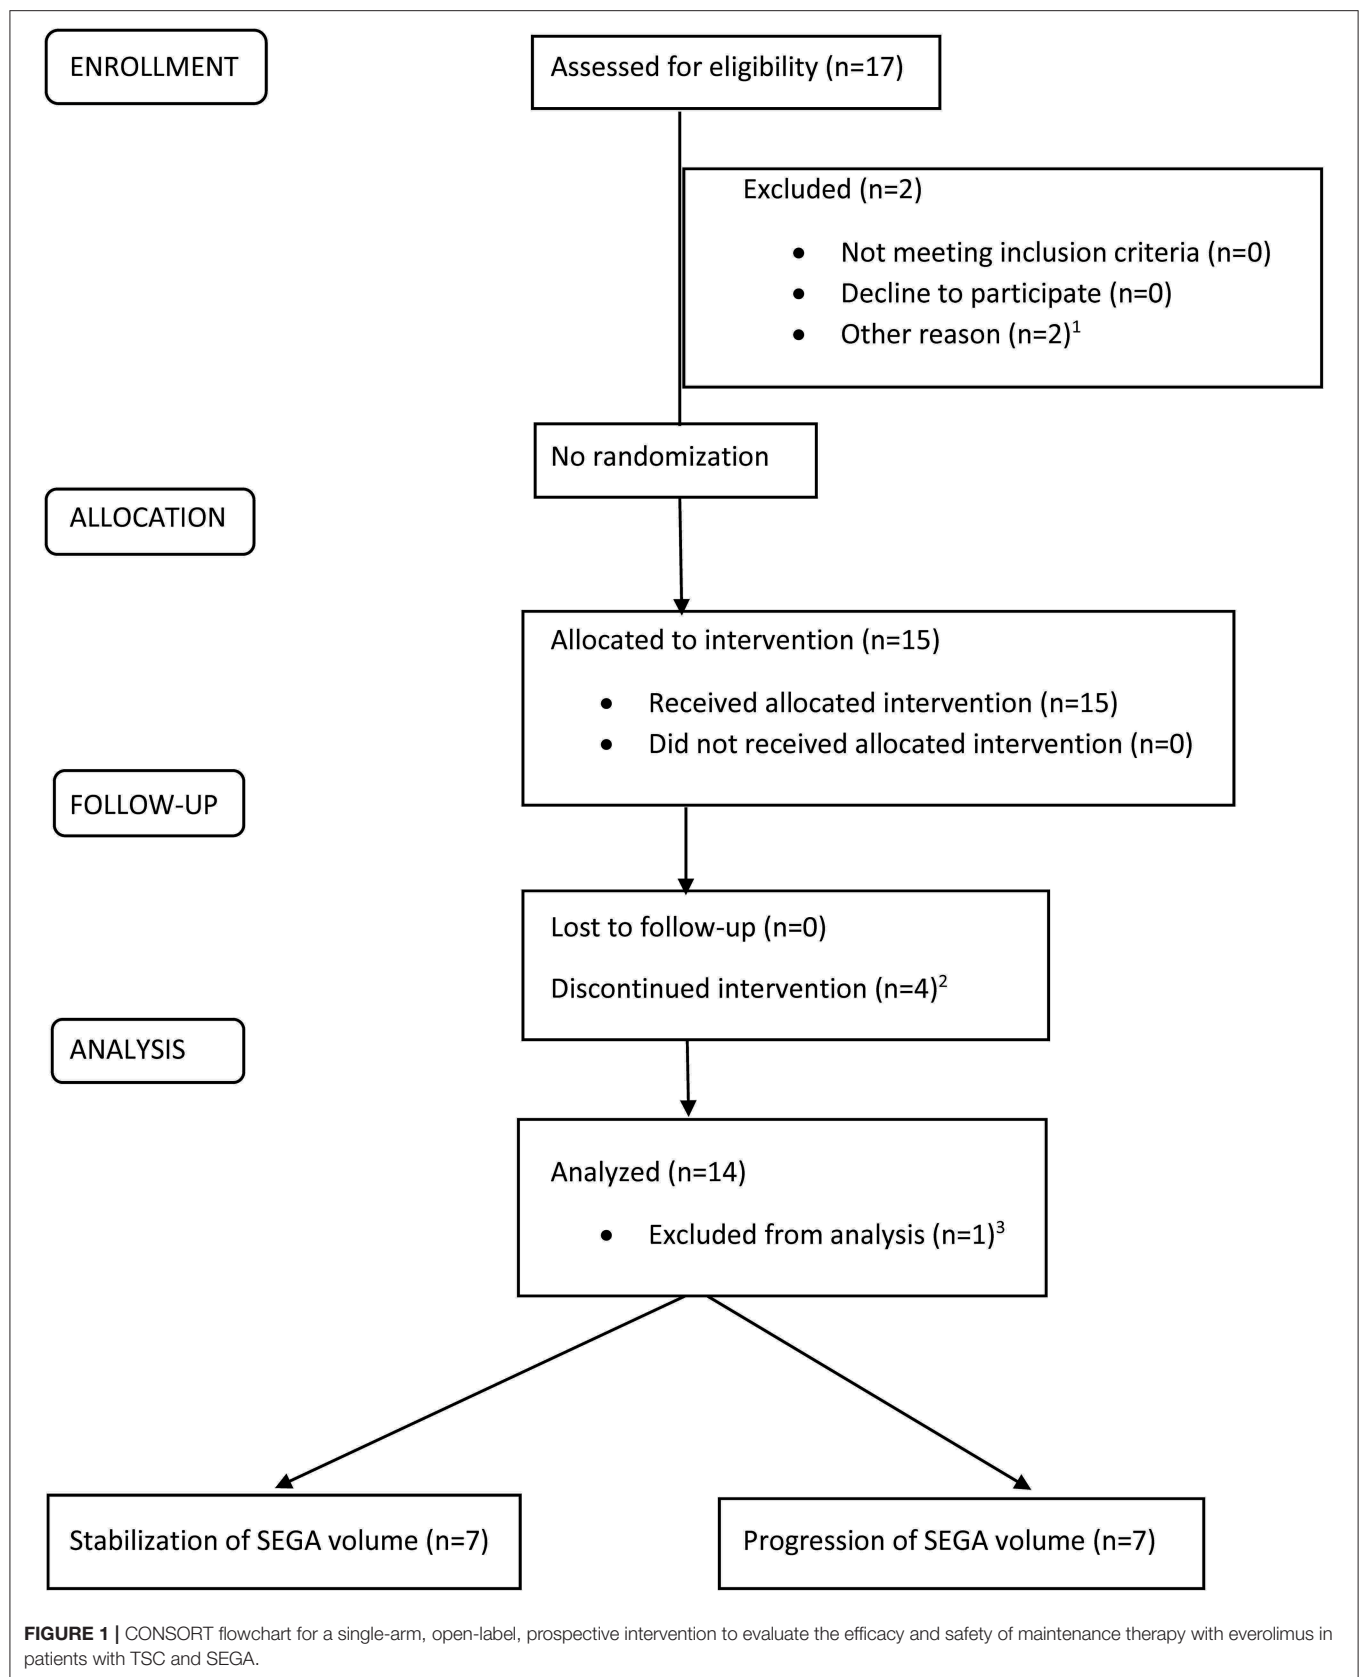 ENROLLMENT
Assessed for eligibility (n=17)
Excluded (n=2)
• Not meeting inclusion criteria (n=0)
• Decline to participate (n=0)
• Other reason (n=2)¹
No randomization
ALLOCATION
Allocated to intervention (n=15)
• Received allocated intervention (n=15)
• Did not received allocated intervention (n=0)
FOLLOW-UP
Lost to follow-up (n=0)
Discontinued intervention (n=4)²
ANALYSIS
Analyzed (n=14)
• Excluded from analysis (n=1)³
Stabilization of SEGA volume (n=7)
Progression of SEGA volume (n=7)
FIGURE 1 | CONSORT flowchart for a single-arm, open-label, prospective intervention to evaluate the efficacy and safety of maintenance therapy with everolimus in
patients with TSC and SEGA.